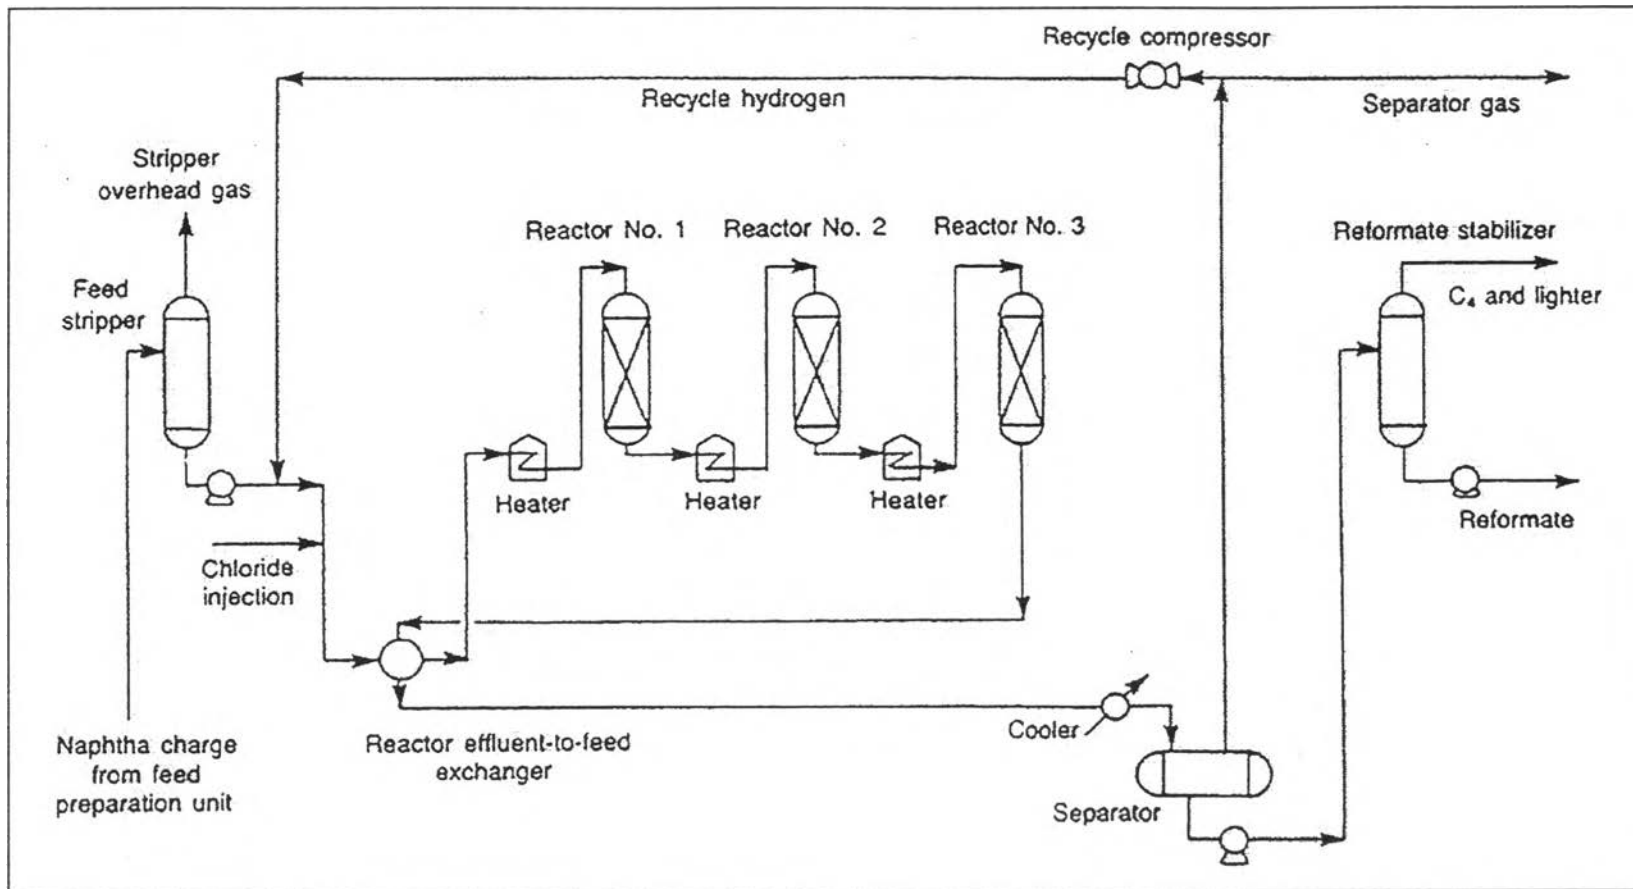 Recycle compressor
Recycle hydrogen
Separator gas
Stripper
overhead gas
Reactor No. 1
Reactor No. 2
Reactor No. 3
Reformate stabilizer
Feed
stripper
C₄ and lighter
Heater
Heater
Heater
Reformate
Chloride
injection
Cooler
Naphtha charge
from feed
preparation unit
Reactor effluent-to-feed
exchanger
Separator